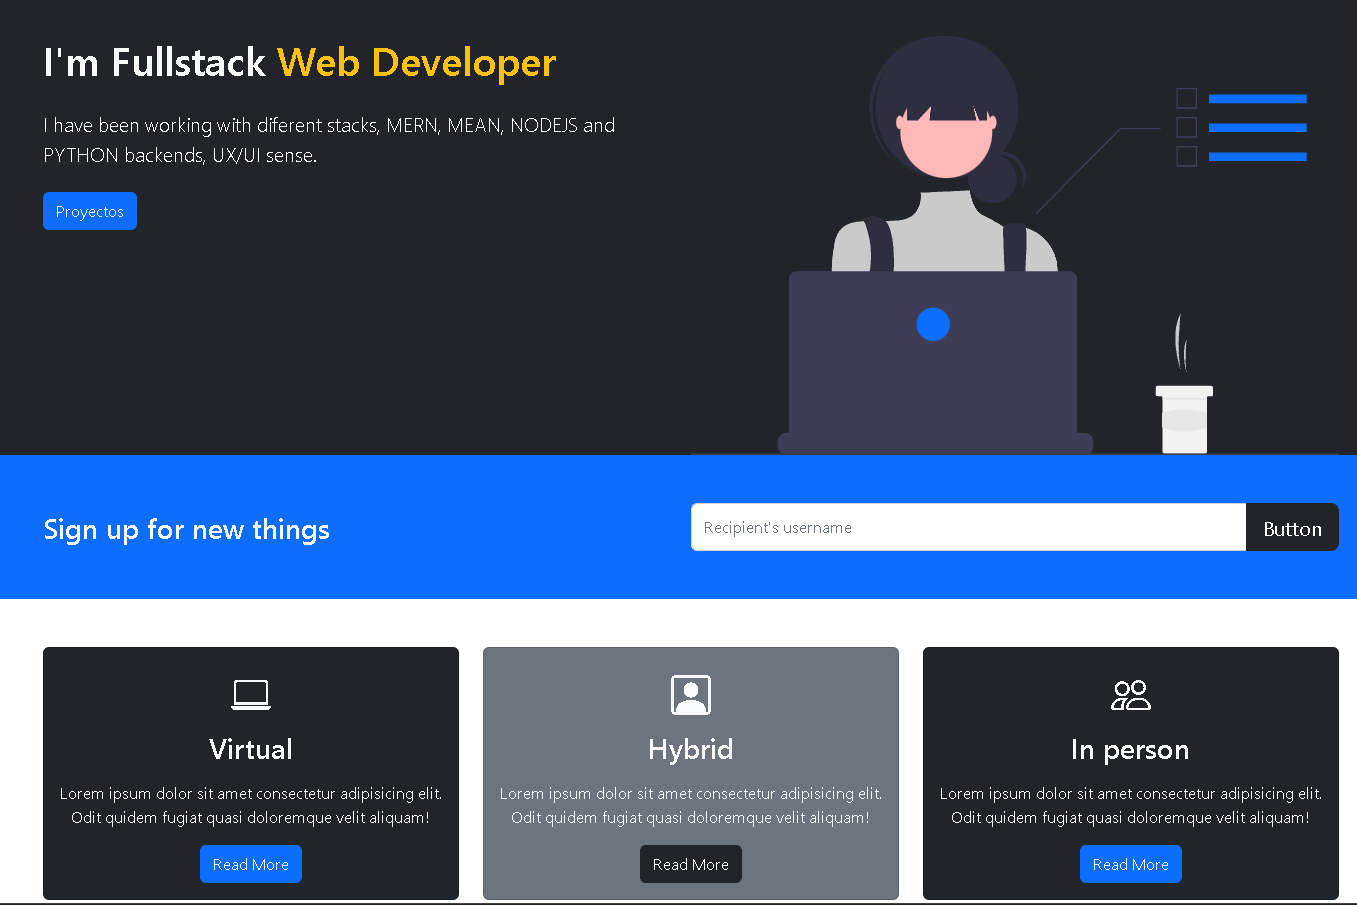 I'm Fullstack Web Developer
I have been working with diferent stacks, MERN, MEAN, NODEJS and
PYTHON backends, UX/UI sense.
Proyectos
Sign up for new things
Recipient's username
Button
Virtual
Lorem ipsum dolor sit amet consectetur adipisicing elit.
Odit quidem fugiat quasi doloremque velit aliquam!
Read More
Hybrid
Lorem ipsum dolor sit amet consectetur adipisicing elit.
Odit quidem fugiat quasi doloremque velit aliquam!
Read More
In person
Lorem ipsum dolor sit amet consectetur adipisicing elit.
Odit quidem fugiat quasi doloremque velit aliquam!
Read More